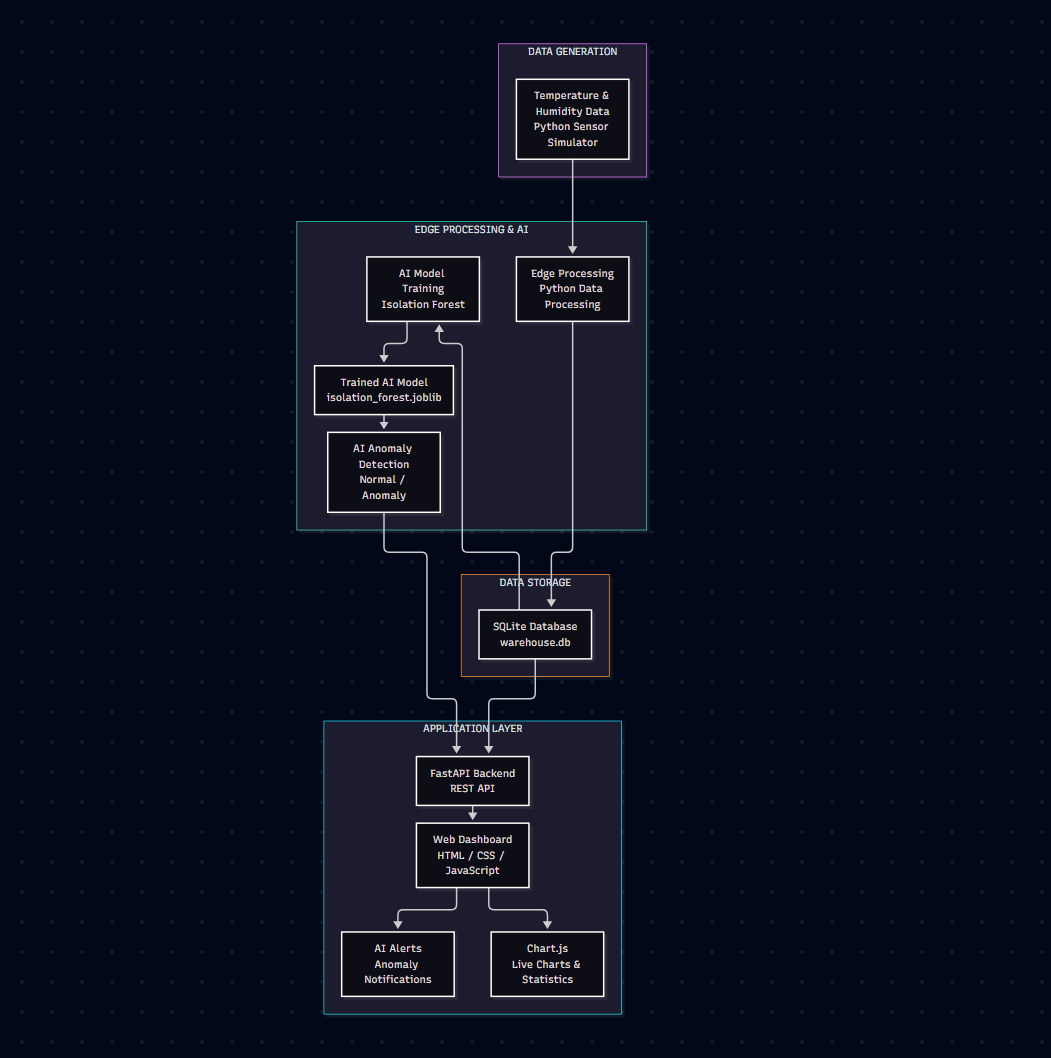 DATA GENERATION
Temperature &
Humidity Data
Python Sensor
Simulator
EDGE PROCESSING & AI
AI Model
Training
Isolation Forest
Edge Processing
Python Data
Processing
Trained AI Model
isolation_forest.joblib
AI Anomaly
Detection
Normal /
Anomaly
DATA STORAGE
SQLite Database
warehouse.db
APPLICATION LAYER
FastAPI Backend
REST API
Web Dashboard
HTML / CSS /
JavaScript
AI Alerts
Anomaly
Notifications
Chart.js
Live Charts &
Statistics